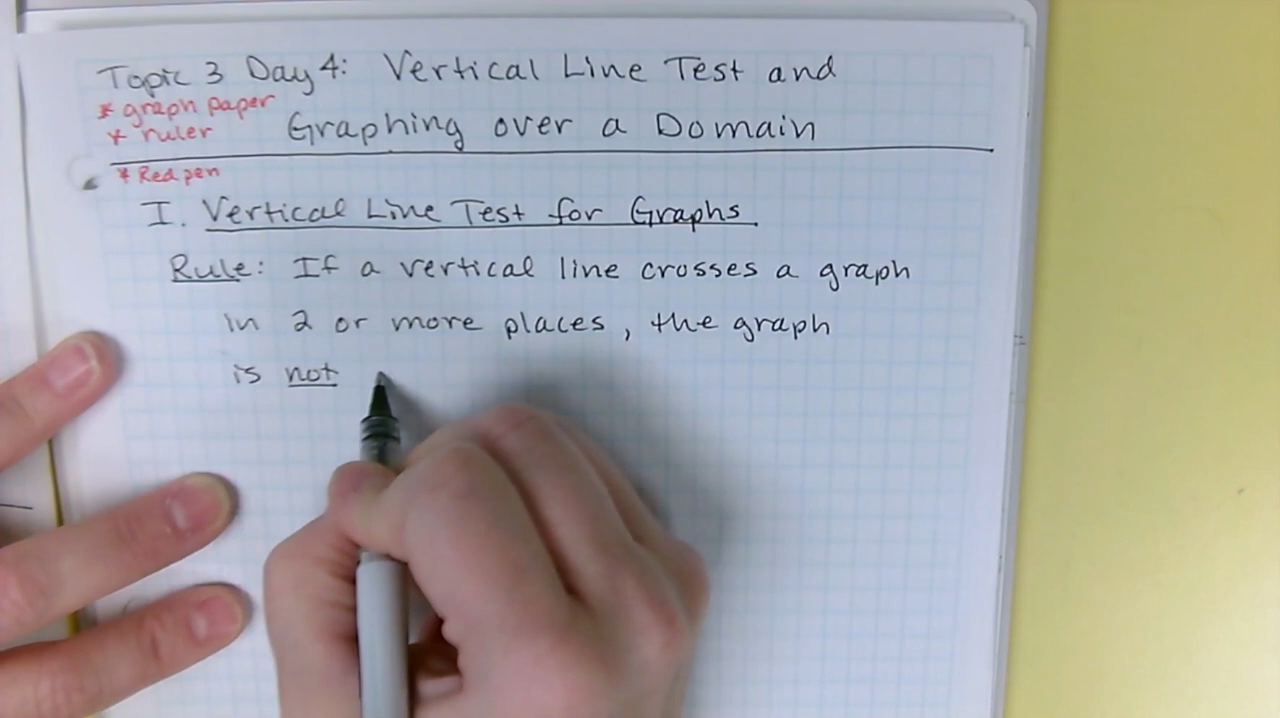 Topic 3 Day 4: Vertical Line Test and
* graph paper
* ruler
Graphing over a Domain
* Red pen
I. Vertical Line Test for Graphs
Rule: If a vertical line crosses a graph
in 2 or more places, the graph
is not